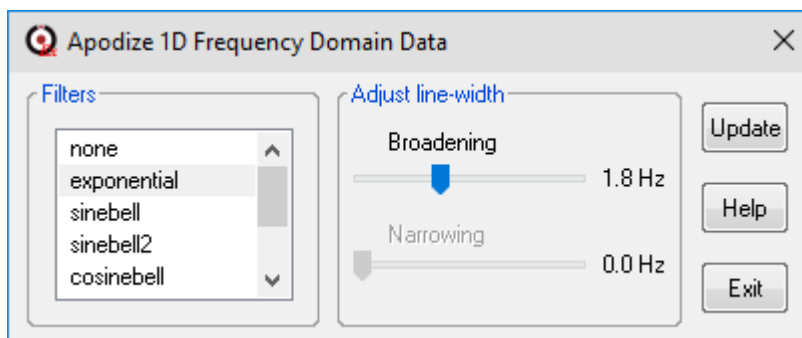 Apodize 1D Frequency Domain Data
Filters
none
exponential
sinebell
sinebell2
cosinebell
Adjust line-width
Broadening
1.8 Hz
Narrowing
0.0 Hz
Update
Help
Exit